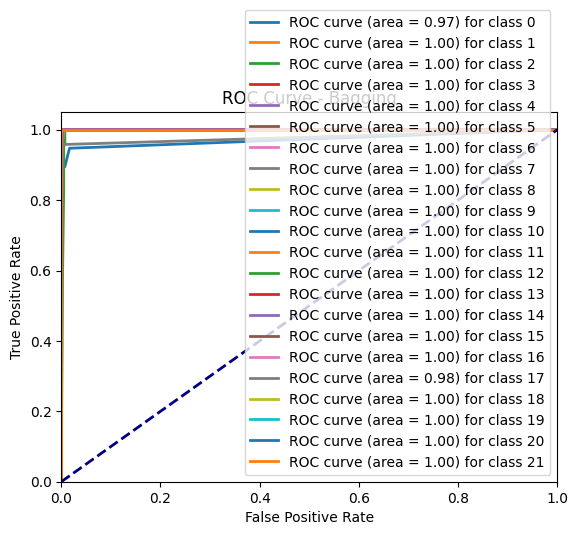 ROC curve (area = 0.97) for class 0
ROC curve (area = 1.00) for class 1
ROC curve (area = 1.00) for class 2
ROC curve (area = 1.00) for class 3
ROC Curve - Bagging
ROC curve (area = 1.00) for class 4
ROC curve (area = 1.00) for class 5
ROC curve (area = 1.00) for class 6
ROC curve (area = 1.00) for class 7
ROC curve (area = 1.00) for class 8
ROC curve (area = 1.00) for class 9
ROC curve (area = 1.00) for class 10
ROC curve (area = 1.00) for class 11
ROC curve (area = 1.00) for class 12
ROC curve (area = 1.00) for class 13
ROC curve (area = 1.00) for class 14
ROC curve (area = 1.00) for class 15
ROC curve (area = 1.00) for class 16
ROC curve (area = 0.98) for class 17
ROC curve (area = 1.00) for class 18
ROC curve (area = 1.00) for class 19
ROC curve (area = 1.00) for class 20
ROC curve (area = 1.00) for class 21
True Positive Rate
1.0
0.8
0.6
0.4
0.2
0.0
0.0 0.2 0.4 0.6 0.8 1.0
False Positive Rate